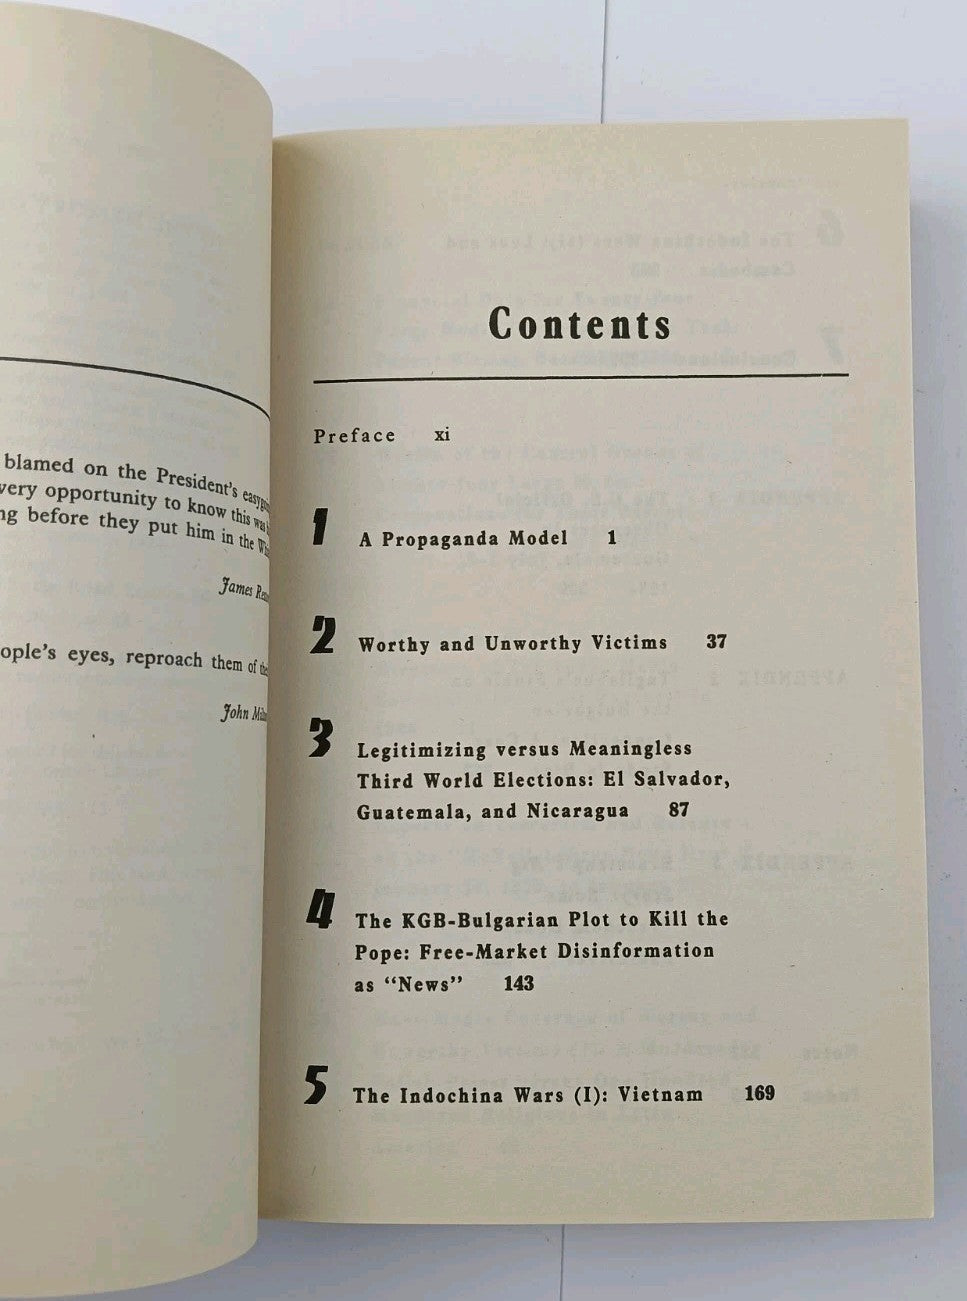 blamed on the President's
very opportunity to know this was
ng before they put him in the
James
ople's eyes, reproach them of the
John
Contents
Preface xi
1 A Propaganda Model 1
2 Worthy and Unworthy Victims 37
3 Legitimizing versus Meaningless
Third World Elections: El Salvador,
Guatemala, and Nicaragua 87
4 The KGB-Bulgarian Plot to Kill the
Pope: Free-Market Disinformation
as “News” 143
5 The Indochina Wars (I): Vietnam 169